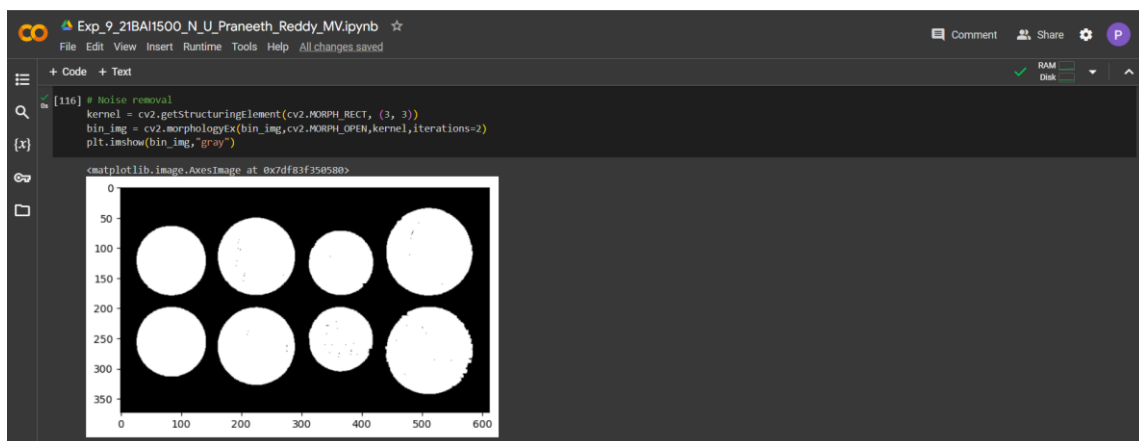 Exp_9_21BAI1500_N_U_Praneeth_Reddy_MV.ipynb
Comment
Share
P
File Edit View Insert Runtime Tools Help All changes saved
+ Code + Text
RAM
Disk
[116] # Noise removal
0s
kernel = cv2.getStructuringElement(cv2.MORPH_RECT, (3, 3))
bin_img = cv2.morphologyEx(bin_img,cv2.MORPH_OPEN,kernel,iterations=2)
plt.imshow(bin_img,"gray")
{x}
<matplotlib.image.AxesImage at 0x7df83f350580>
0
50
100
150
200
250
300
350
0 100 200 300 400 500 600